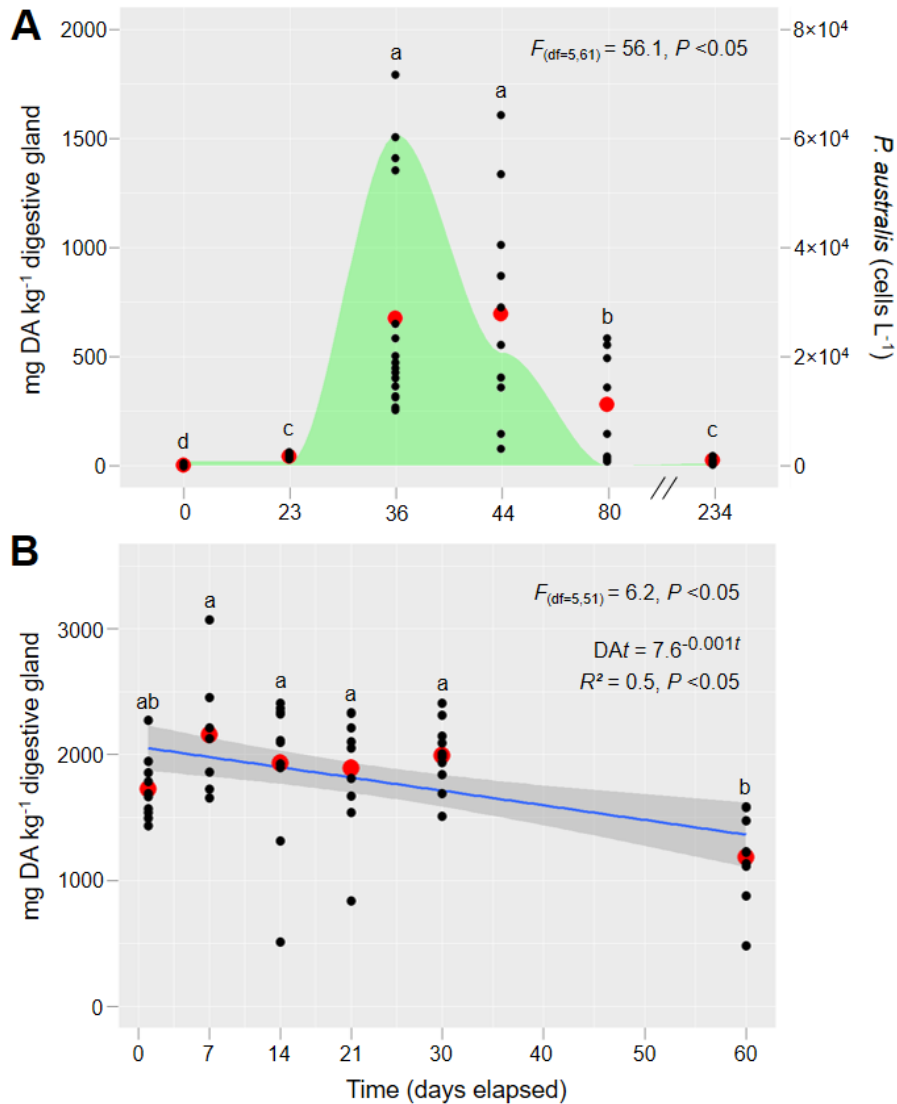 A
2000
1500
1000
500
0
mg DA kg⁻¹ digestive gland
F(df=5,61) = 56.1, P <0.05
d
c
a
a
b
c
8×10⁴
6×10⁴
4×10⁴
2×10⁴
0
P. australis (cells L⁻¹)
0 23 36 44 80 // 234
B
3000
2000
1000
0
mg DA kg⁻¹ digestive gland
F(df=5,51) = 6.2, P <0.05
DAt = 7.6⁻⁰·⁰⁰¹ᵗ
R² = 0.5, P <0.05
ab
a
a
a
a
b
0 7 14 21 30 40 50 60
Time (days elapsed)